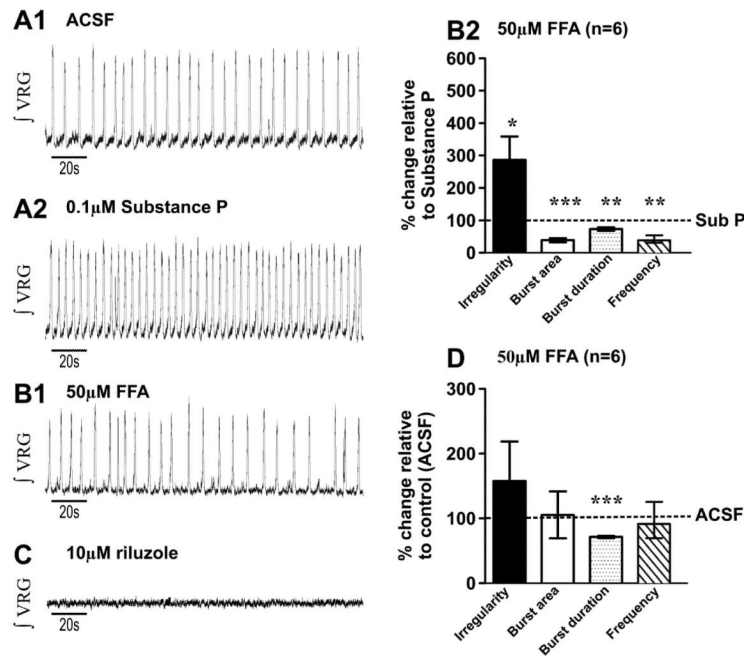 A1 ACSF
∫ VRG
20s
A2 0.1µM Substance P
∫ VRG
20s
B1 50µM FFA
∫ VRG
20s
C 10µM riluzole
∫ VRG
20s
B2 50µM FFA (n=6)
% change relative
to Substance P
600
500
400
300
200
100
0
*
***
**
**
Sub P
Irregularity
Burst area
Burst duration
Frequency
D 50µM FFA (n=6)
% change relative
to control (ACSF)
300
200
100
0
***
ACSF
Irregularity
Burst area
Burst duration
Frequency